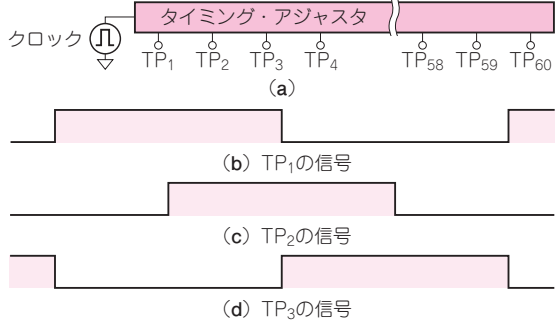 タイミング・アジャスタ
クロック
TP₁ TP₂ TP₃ TP₄ TP₅₈ TP₅₉ TP₆₀
(a)
(b) TP₁の信号
(c) TP₂の信号
(d) TP₃の信号